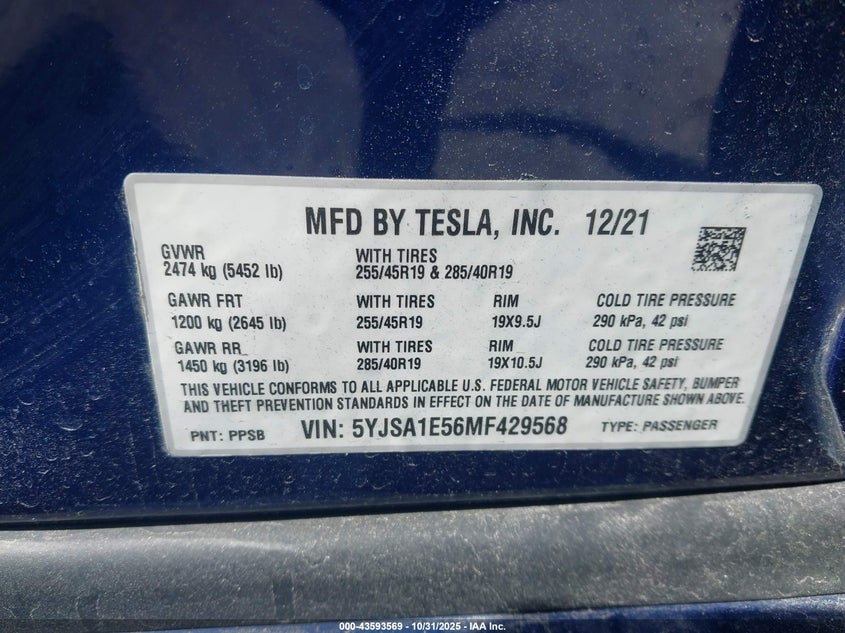 MFD BY TESLA, INC. 12/21
GVWR
2474 kg (5452 lb)
WITH TIRES
255/45R19 & 285/40R19
GAWR FRT WITH TIRES RIM COLD TIRE PRESSURE
1200 kg (2645 lb) 255/45R19 19X9.5J 290 kPa, 42 psi
GAWR RR WITH TIRES RIM COLD TIRE PRESSURE
1450 kg (3196 lb) 285/40R19 19X10.5J 290 kPa, 42 psi
THIS VEHICLE CONFORMS TO ALL APPLICABLE U.S. FEDERAL MOTOR VEHICLE SAFETY, BUMPER
AND THEFT PREVENTION STANDARDS IN EFFECT ON THE DATE OF MANUFACTURE SHOWN ABOVE.
PNT: PPSB VIN: 5YJSA1E56MF429568 TYPE: PASSENGER
000-43593569 - 10/31/2025 - IAA Inc.